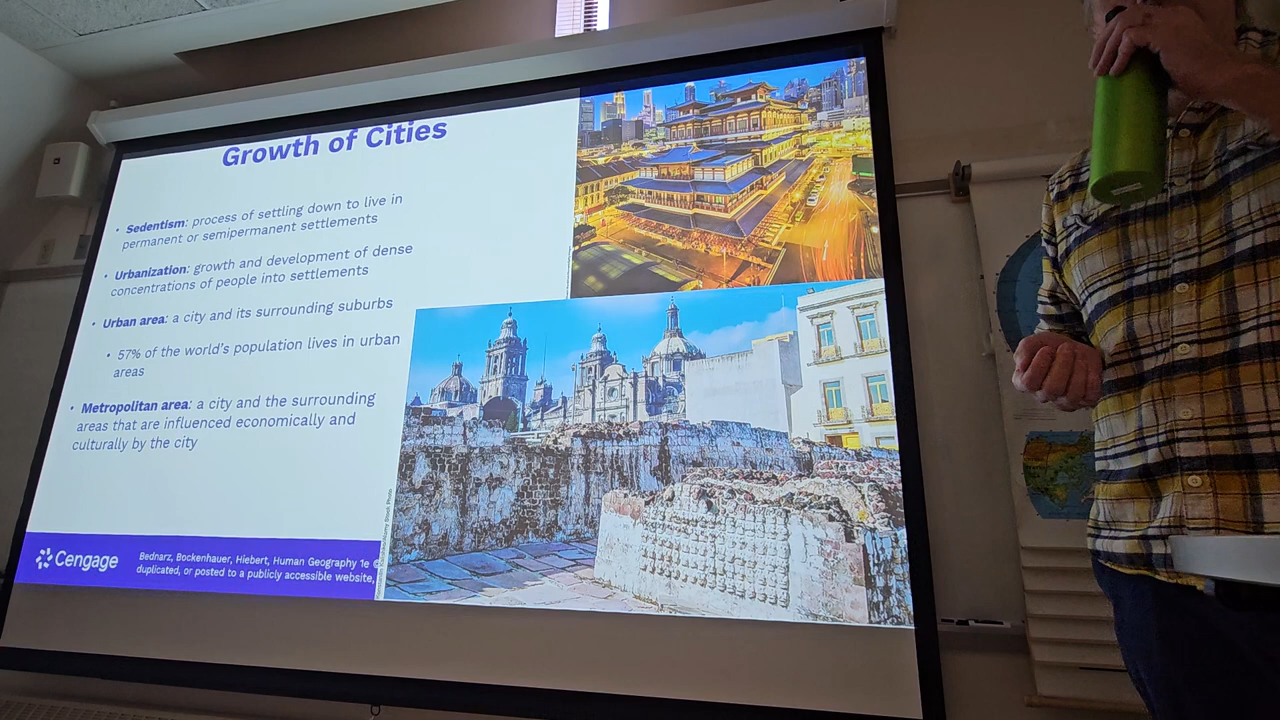 Growth of Cities
• Sedentism: process of settling down to live in
permanent or semipermanent settlements
• Urbanization: growth and development of dense
concentrations of people into settlements
• Urban area: a city and its surrounding suburbs
• 57% of the world's population lives in urban
areas
• Metropolitan area: a city and the surrounding
areas that are influenced economically and
culturally by the city
Cengage
Bednarz, Bockenhauer, Hiebert, Human Geography 1e ©
duplicated, or posted to a publicly accessible website,
Stock Photo